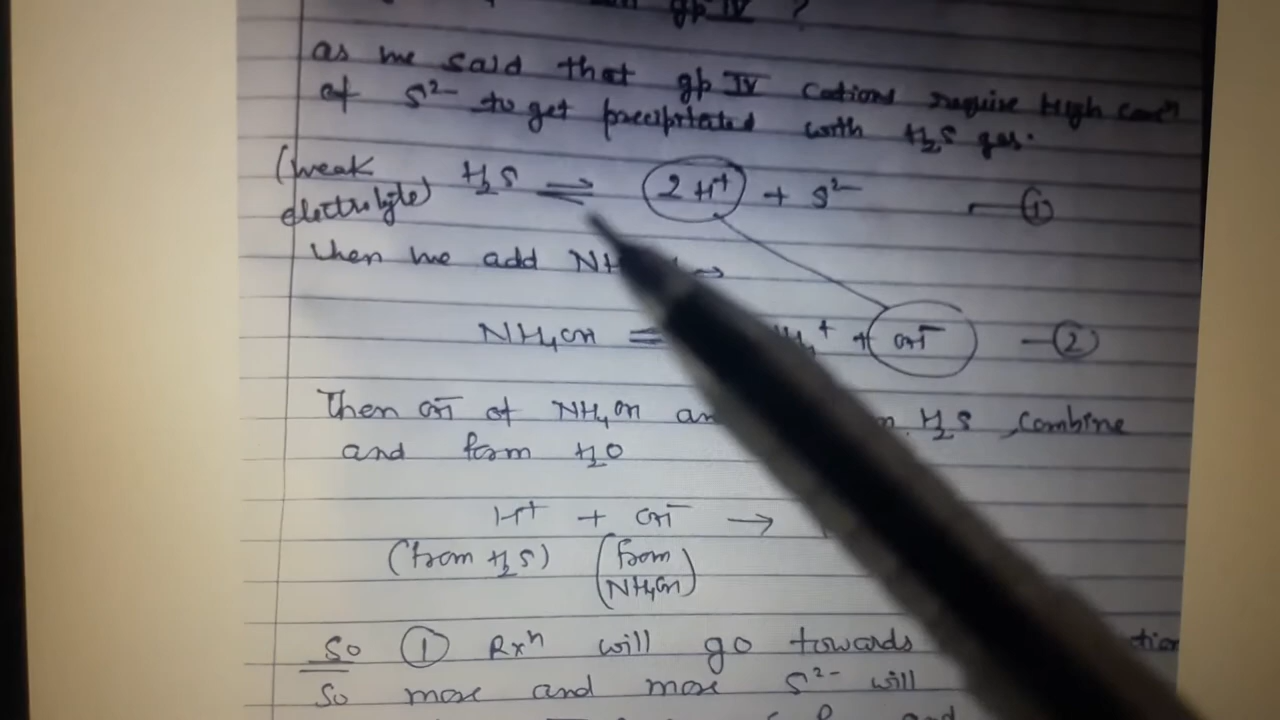 gp IV ?
as we said that gp IV cations require high concn
of S²⁻ to get precipitated with H₂S gas.
(weak electrolyte) H₂S ⇌ 2H⁺ + S²⁻ —①
when we add
NH₄OH + OH⁻ —②
Then OH⁻ of NH₄OH H₂S, combine
and form H₂O
H⁺ + OH⁻ →
(from H₂S) (from NH₄OH)
So ① Rxⁿ will go towards
So more and more S²⁻ will
and